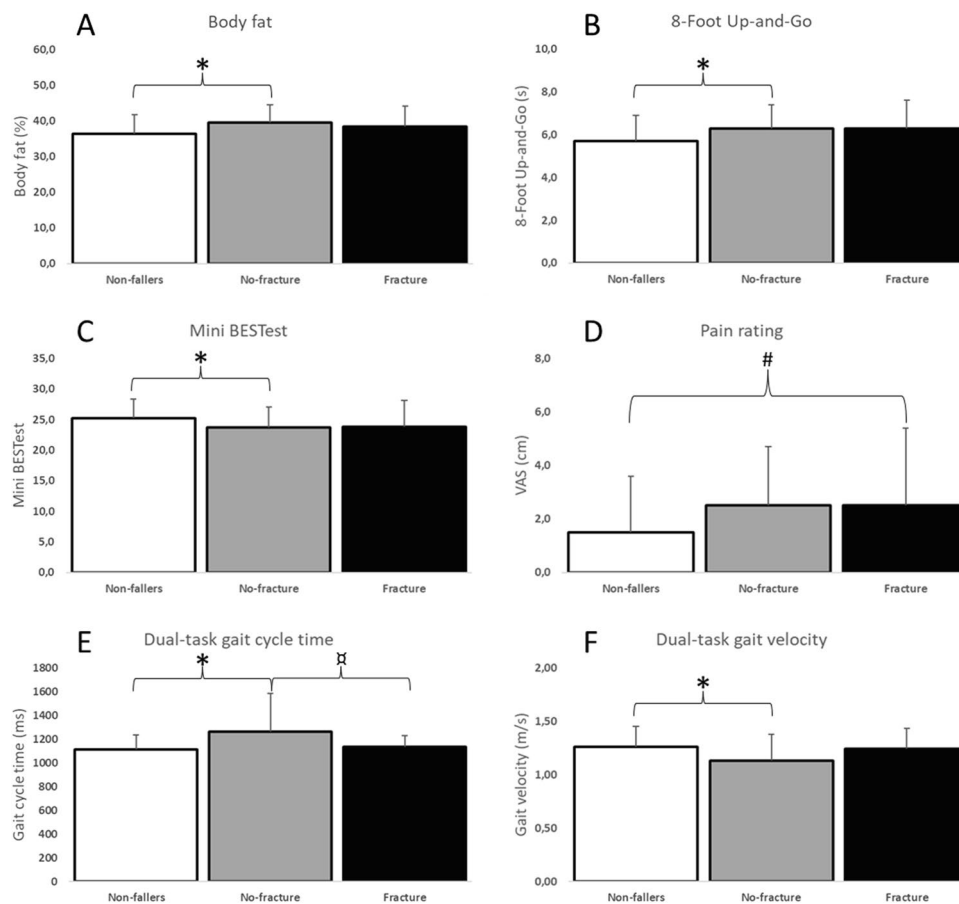 A
Body fat
60,0
50,0
40,0
30,0
20,0
10,0
0,0
Body fat (%)
*
Non-fallers
No-fracture
Fracture
B
8-Foot Up-and-Go
10,0
8,0
6,0
4,0
2,0
0,0
8-Foot Up-and-Go (s)
*
Non-fallers
No-fracture
Fracture
C
Mini BESTest
35,0
30,0
25,0
20,0
15,0
10,0
5,0
0,0
Mini BESTest
*
Non-fallers
No-fracture
Fracture
D
Pain rating
8,0
6,0
4,0
2,0
0,0
VAS (cm)
#
Non-fallers
No-fracture
Fracture
E
Dual-task gait cycle time
1800
1600
1400
1200
1000
800
600
400
200
0
Gait cycle time (ms)
*
¤
Non-fallers
No-fracture
Fracture
F
Dual-task gait velocity
2,00
1,50
1,00
0,50
0,00
Gait velocity (m/s)
*
Non-fallers
No-fracture
Fracture